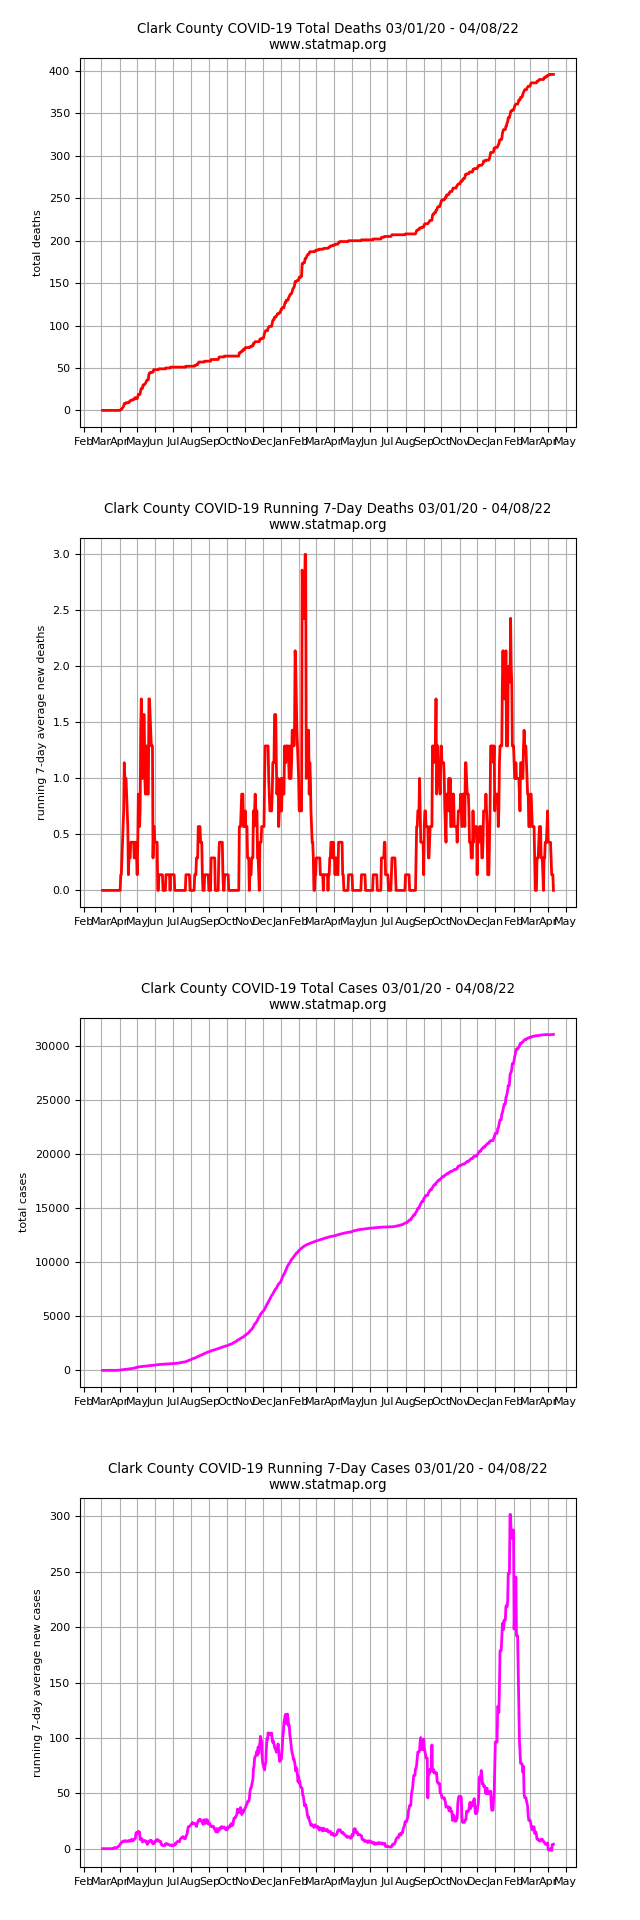 Clark County COVID-19 Total Deaths 03/01/20 - 04/08/22
www.statmap.org
400
350
300
250
200
150
100
50
0
total deaths
Feb Mar Apr May Jun Jul Aug Sep Oct Nov Dec Jan Feb Mar Apr May Jun Jul Aug Sep Oct Nov Dec Jan Feb Mar Apr May
Clark County COVID-19 Running 7-Day Deaths 03/01/20 - 04/08/22
www.statmap.org
3.0
2.5
2.0
1.5
1.0
0.5
0.0
running 7-day average new deaths
Feb Mar Apr May Jun Jul Aug Sep Oct Nov Dec Jan Feb Mar Apr May Jun Jul Aug Sep Oct Nov Dec Jan Feb Mar Apr May
Clark County COVID-19 Total Cases 03/01/20 - 04/08/22
www.statmap.org
30000
25000
20000
15000
10000
5000
0
total cases
Feb Mar Apr May Jun Jul Aug Sep Oct Nov Dec Jan Feb Mar Apr May Jun Jul Aug Sep Oct Nov Dec Jan Feb Mar Apr May
Clark County COVID-19 Running 7-Day Cases 03/01/20 - 04/08/22
www.statmap.org
300
250
200
150
100
50
0
running 7-day average new cases
Feb Mar Apr May Jun Jul Aug Sep Oct Nov Dec Jan Feb Mar Apr May Jun Jul Aug Sep Oct Nov Dec Jan Feb Mar Apr May